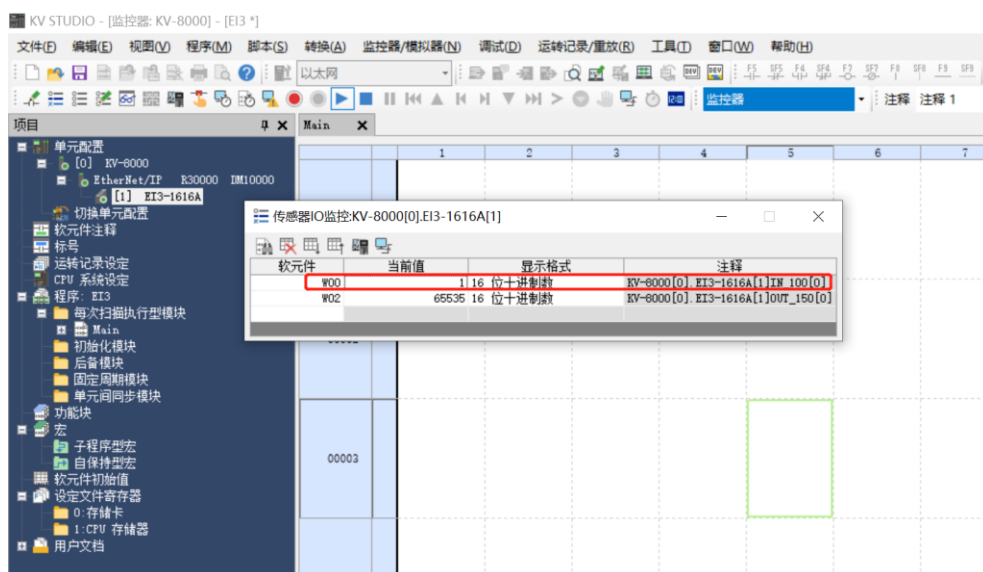 KV STUDIO - [监控器: KV-8000] - [EI3 *]
文件(F) 编辑(E) 视图(V) 程序(M) 脚本(S) 转换(A) 监控器/模拟器(N) 调试(D) 运转记录/重放(R) 工具(T) 窗口(W) 帮助(H)
以太网 F5 SF5 F4 SF4 F7 SF7 F8 SF8 F9 SF9
监控器 注释 注释 1
项目
Main
单元配置
[0] KV-8000
EtherNet/IP R30000 DM10000
[1] EI3-1616A
切换单元配置
软元件注释
标号
运转记录设定
CPU 系统设定
程序: EI3
每次扫描执行型模块
Main
初始化模块
后备模块
固定周期模块
单元间同步模块
功能块
宏
子程序型宏
自保持型宏
软元件初始值
设定文件寄存器
0:存储卡
1:CPU 存储器
用户文档
1 2 3 4 5 6 7
传感器IO监控:KV-8000[0].EI3-1616A[1]
软元件 当前值 显示格式 注释
W00 1 16 位十进制数 KV-8000[0].EI3-1616A[1]IN_100[0]
W02 65535 16 位十进制数 KV-8000[0].EI3-1616A[1]OUT_150[0]
00003